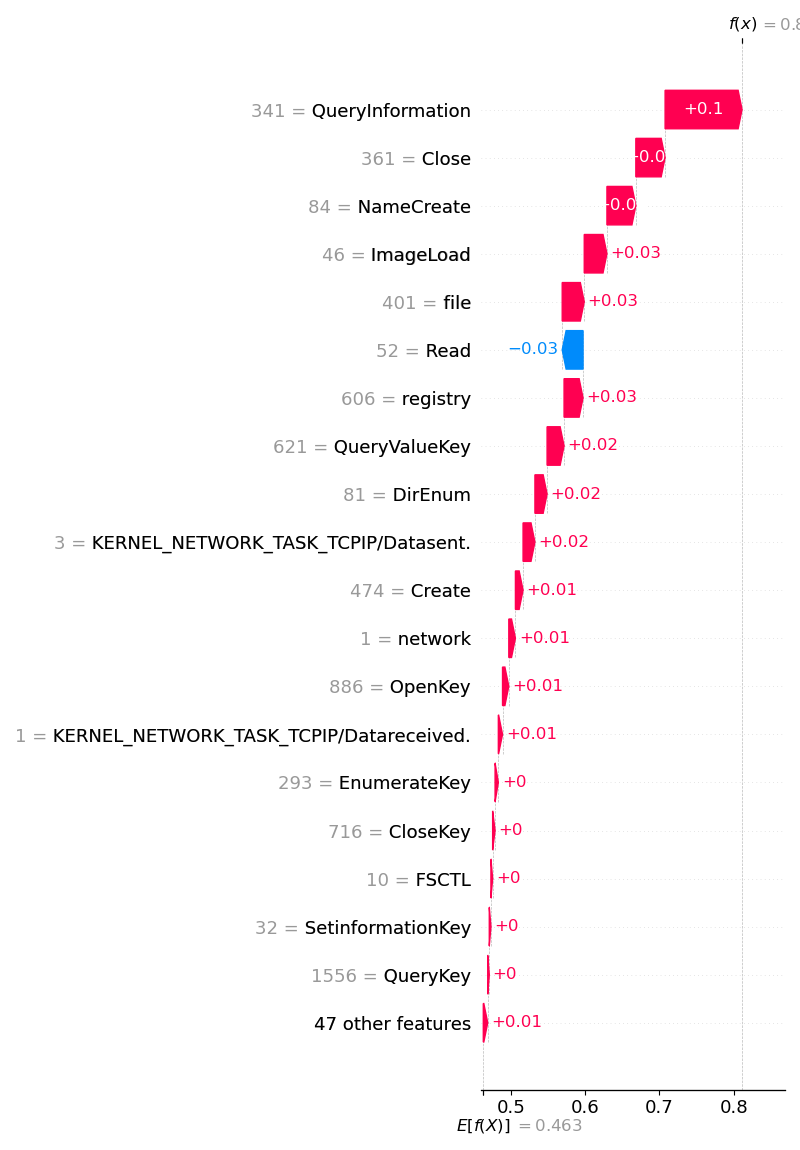 f(x) = 0.8
341 = QueryInformation
+0.1
361 = Close
0.0
84 = NameCreate
0.0
46 = ImageLoad
+0.03
401 = file
+0.03
52 = Read
−0.03
606 = registry
+0.03
621 = QueryValueKey
+0.02
81 = DirEnum
+0.02
3 = KERNEL_NETWORK_TASK_TCPIP/Datasent.
+0.02
474 = Create
+0.01
1 = network
+0.01
886 = OpenKey
+0.01
1 = KERNEL_NETWORK_TASK_TCPIP/Datareceived.
+0.01
293 = EnumerateKey
+0
716 = CloseKey
+0
10 = FSCTL
+0
32 = SetinformationKey
+0
1556 = QueryKey
+0
47 other features
+0.01
0.5 0.6 0.7 0.8
E[f(X)] = 0.463